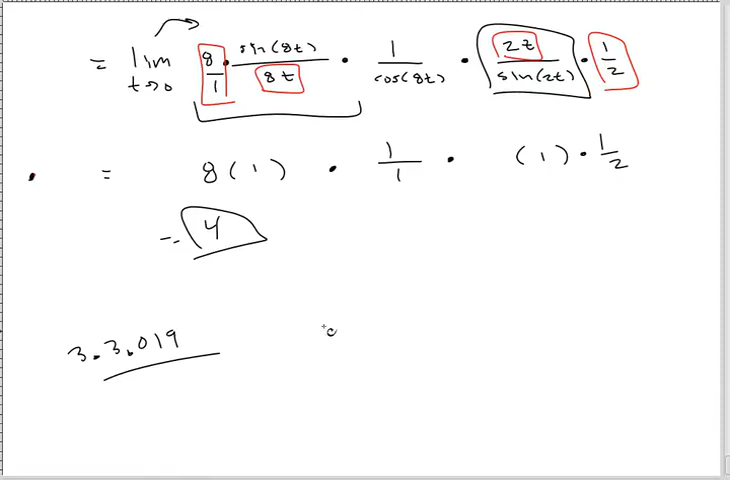 = lim t→0 8/1 · sin(8t)/8t · 1/cos(8t) · 2t/sin(2t) · 1/2
= 8(1) · 1/1 · (1) · 1/2
= 4
3.3.019